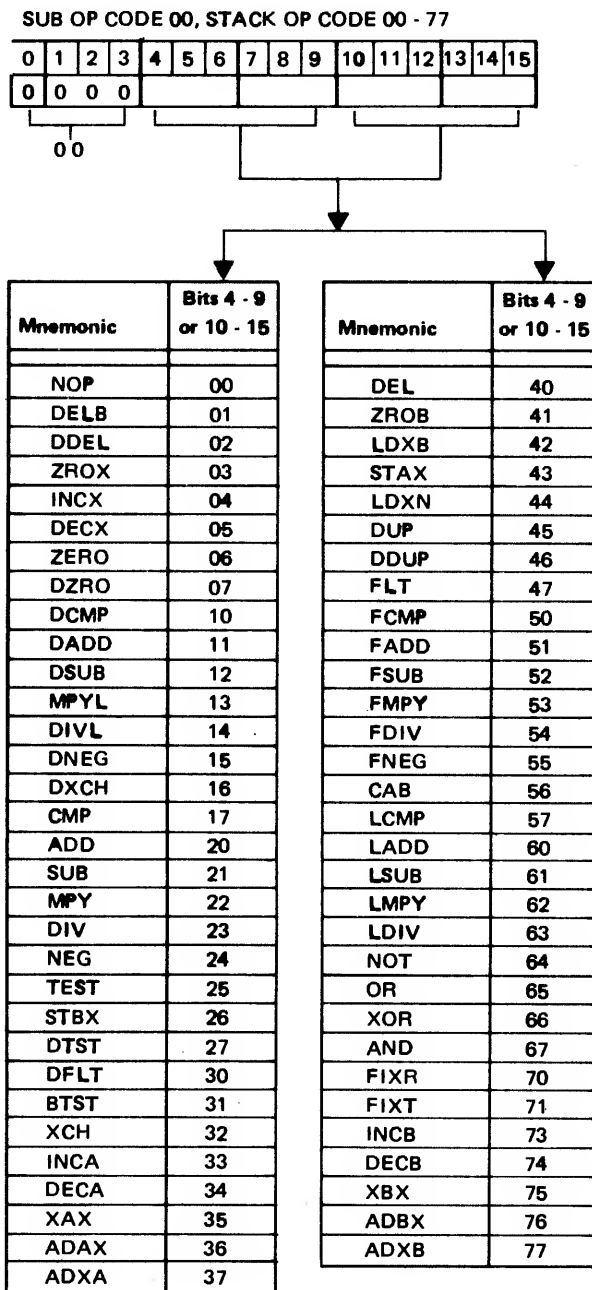 SUB OP CODE 00, STACK OP CODE 00 - 77
0 1 2 3 4 5 6 7 8 9 10 11 12 13 14 15
0 0 0 0
00
Mnemonic Bits 4 - 9 or 10 - 15
NOP 00
DELB 01
DDEL 02
ZROX 03
INCX 04
DECX 05
ZERO 06
DZRO 07
DCMP 10
DADD 11
DSUB 12
MPYL 13
DIVL 14
DNEG 15
DXCH 16
CMP 17
ADD 20
SUB 21
MPY 22
DIV 23
NEG 24
TEST 25
STBX 26
DTST 27
DFLT 30
BTST 31
XCH 32
INCA 33
DECA 34
XAX 35
ADAX 36
ADXA 37
Mnemonic Bits 4 - 9 or 10 - 15
DEL 40
ZROB 41
LDXB 42
STAX 43
LDXN 44
DUP 45
DDUP 46
FLT 47
FCMP 50
FADD 51
FSUB 52
FMPY 53
FDIV 54
FNEG 55
CAB 56
LCMP 57
LADD 60
LSUB 61
LMPY 62
LDIV 63
NOT 64
OR 65
XOR 66
AND 67
FIXR 70
FIXT 71
INCB 73
DECB 74
XBX 75
ADBX 76
ADXB 77